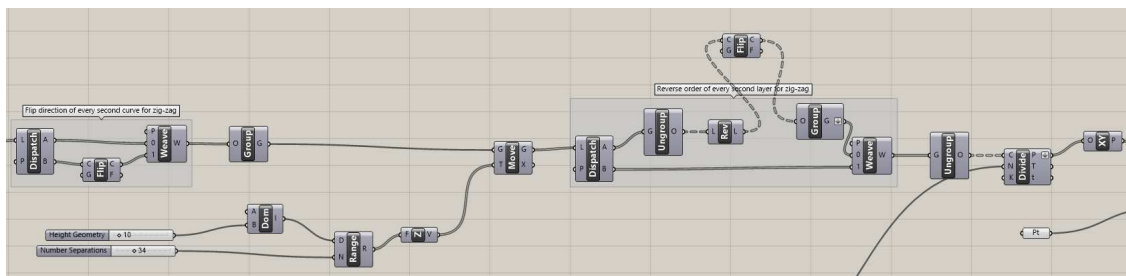 Flip direction of every second curve for zig-zag
L
P
Dispatch
A
B
C
G
Flip
C
F
P
0
1
Weave
W
O
Group
G
Height Geometry
10
Number Separations
34
A
B
Dom
I
D
N
Range
R
F
Z
V
G
T
Move
G
X
Reverse order of every second layer for zig-zag
L
P
Dispatch
A
B
G
Ungroup
O
L
Rev
L
C
G
Flip
C
F
O
Group
G
P
0
1
Weave
W
G
Ungroup
O
C
N
K
Divide
P
T
t
O
XY
P
Pt